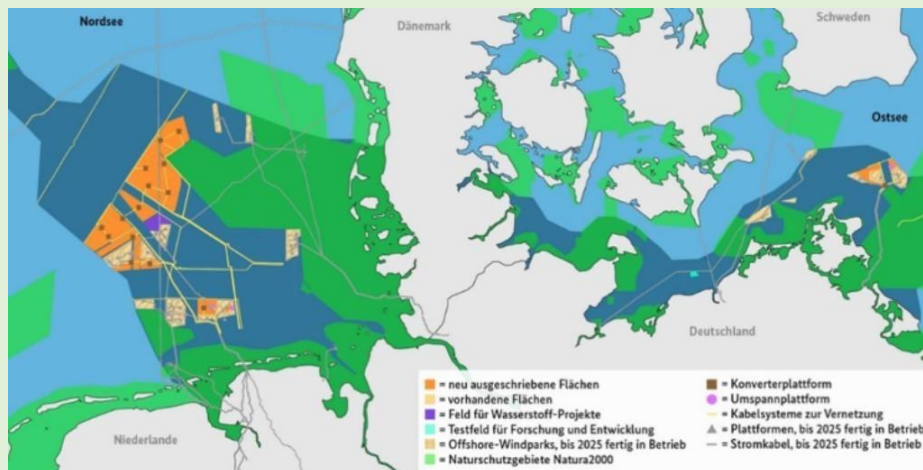 Nordsee
Dänemark
Schweden
Ostsee
Deutschland
Niederlande
= neu ausgeschriebene Flächen
= vorhandene Flächen
= Feld für Wasserstoff-Projekte
= Testfeld für Forschung und Entwicklung
= Offshore-Windparks, bis 2025 fertig in Betrieb
= Naturschutzgebiete Natura2000
= Konverterplattform
= Umspannplattform
= Kabelsysteme zur Vernetzung
= Plattformen, bis 2025 fertig in Betrieb
= Stromkabel, bis 2025 fertig in Betrieb